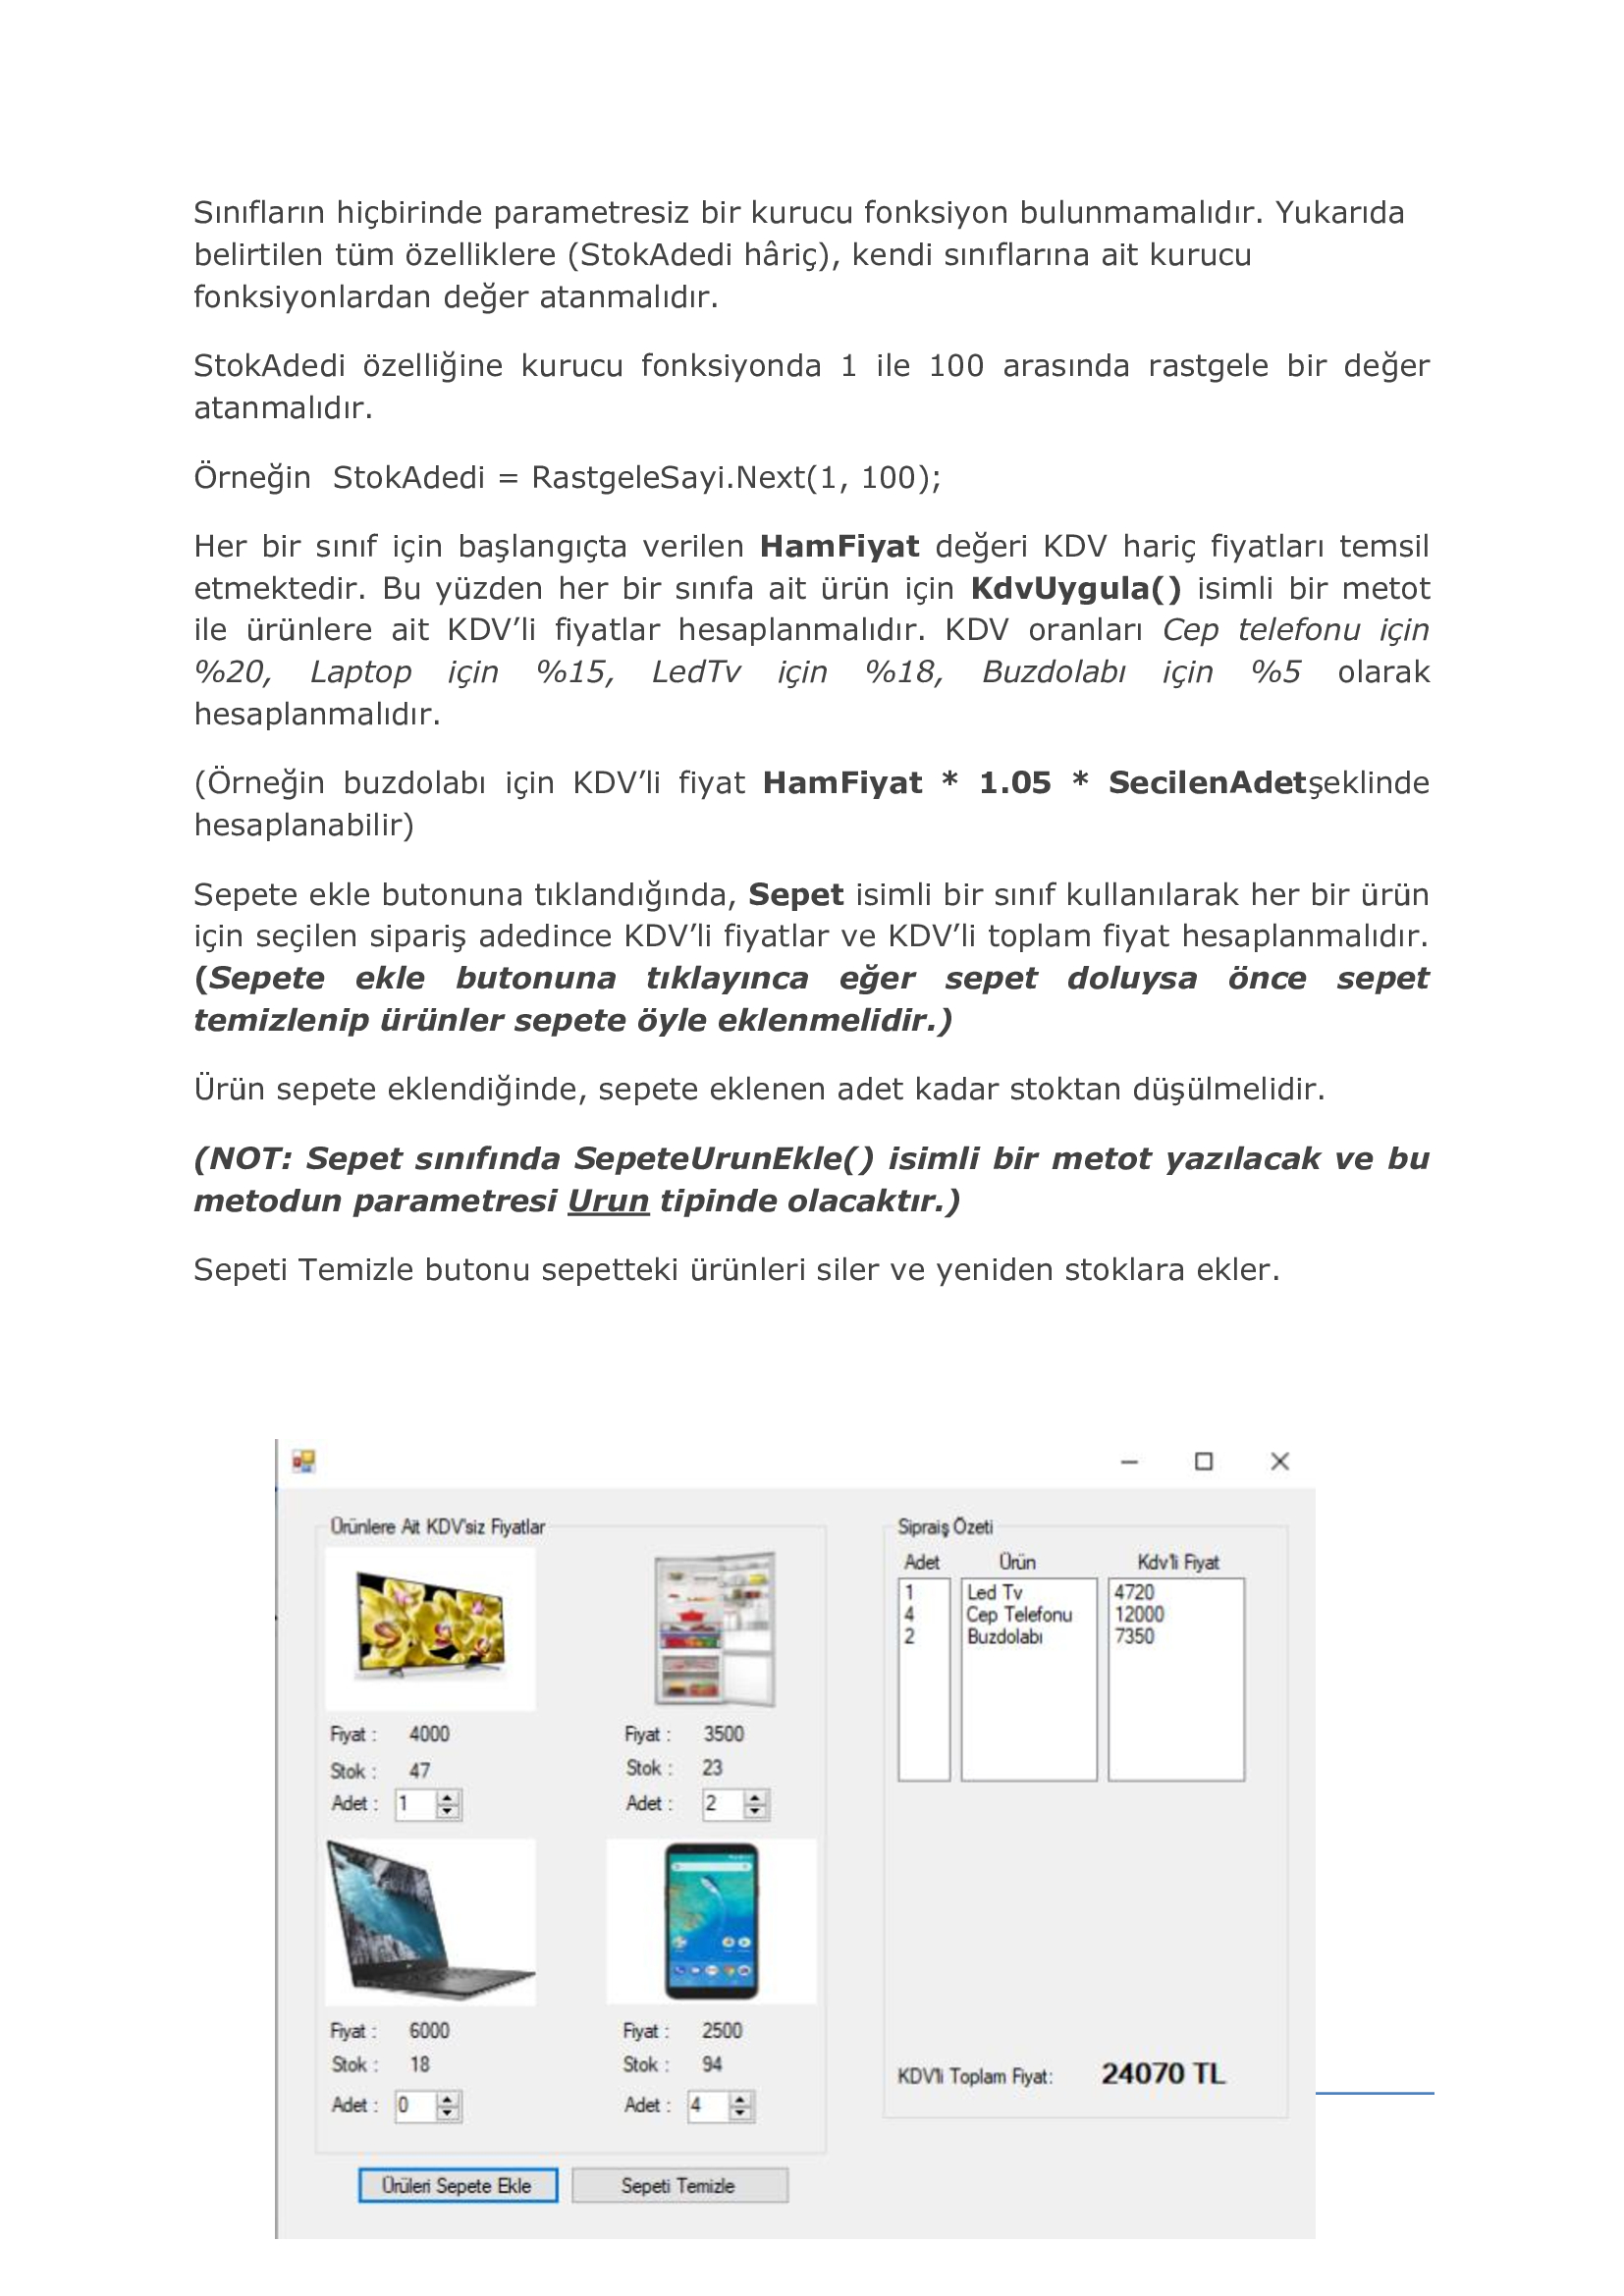 Sınıfların hiçbirinde parametresiz bir kurucu fonksiyon bulunmamalıdır. Yukarıda
belirtilen tüm özelliklere (StokAdedi hâriç), kendi sınıflarına ait kurucu
fonksiyonlardan değer atanmalıdır.
StokAdedi özelliğine kurucu fonksiyonda 1 ile 100 arasında rastgele bir değer
atanmalıdır.
Örneğin StokAdedi = RastgeleSayi.Next(1, 100);
Her bir sınıf için başlangıçta verilen HamFiyat değeri KDV hariç fiyatları temsil
etmektedir. Bu yüzden her bir sınıfa ait ürün için KdvUygula() isimli bir metot
ile ürünlere ait KDV’li fiyatlar hesaplanmalıdır. KDV oranları Cep telefonu için
%20, Laptop için %15, LedTv için %18, Buzdolabı için %5 olarak
hesaplanmalıdır.
(Örneğin buzdolabı için KDV’li fiyat HamFiyat * 1.05 * SecilenAdetşeklinde
hesaplanabilir)
Sepete ekle butonuna tıklandığında, Sepet isimli bir sınıf kullanılarak her bir ürün
için seçilen sipariş adedince KDV’li fiyatlar ve KDV’li toplam fiyat hesaplanmalıdır.
(Sepete ekle butonuna tıklayınca eğer sepet doluysa önce sepet
temizlenip ürünler sepete öyle eklenmelidir.)
Ürün sepete eklendiğinde, sepete eklenen adet kadar stoktan düşülmelidir.
(NOT: Sepet sınıfında SepeteUrunEkle() isimli bir metot yazılacak ve bu
metodun parametresi Urun tipinde olacaktır.)
Sepeti Temizle butonu sepetteki ürünleri siler ve yeniden stoklara ekler.
Ürünlere Ait KDV'siz Fiyatlar
Fiyat : 4000
Stok : 47
Adet : 1
Fiyat : 3500
Stok : 23
Adet : 2
Fiyat : 6000
Stok : 18
Adet : 0
Fiyat : 2500
Stok : 94
Adet : 4
Ürüleri Sepete Ekle
Sepeti Temizle
Sipraiş Özeti
Adet Ürün Kdv'li Fiyat
1 Led Tv 4720
4 Cep Telefonu 12000
2 Buzdolabı 7350
KDV'li Toplam Fiyat: 24070 TL